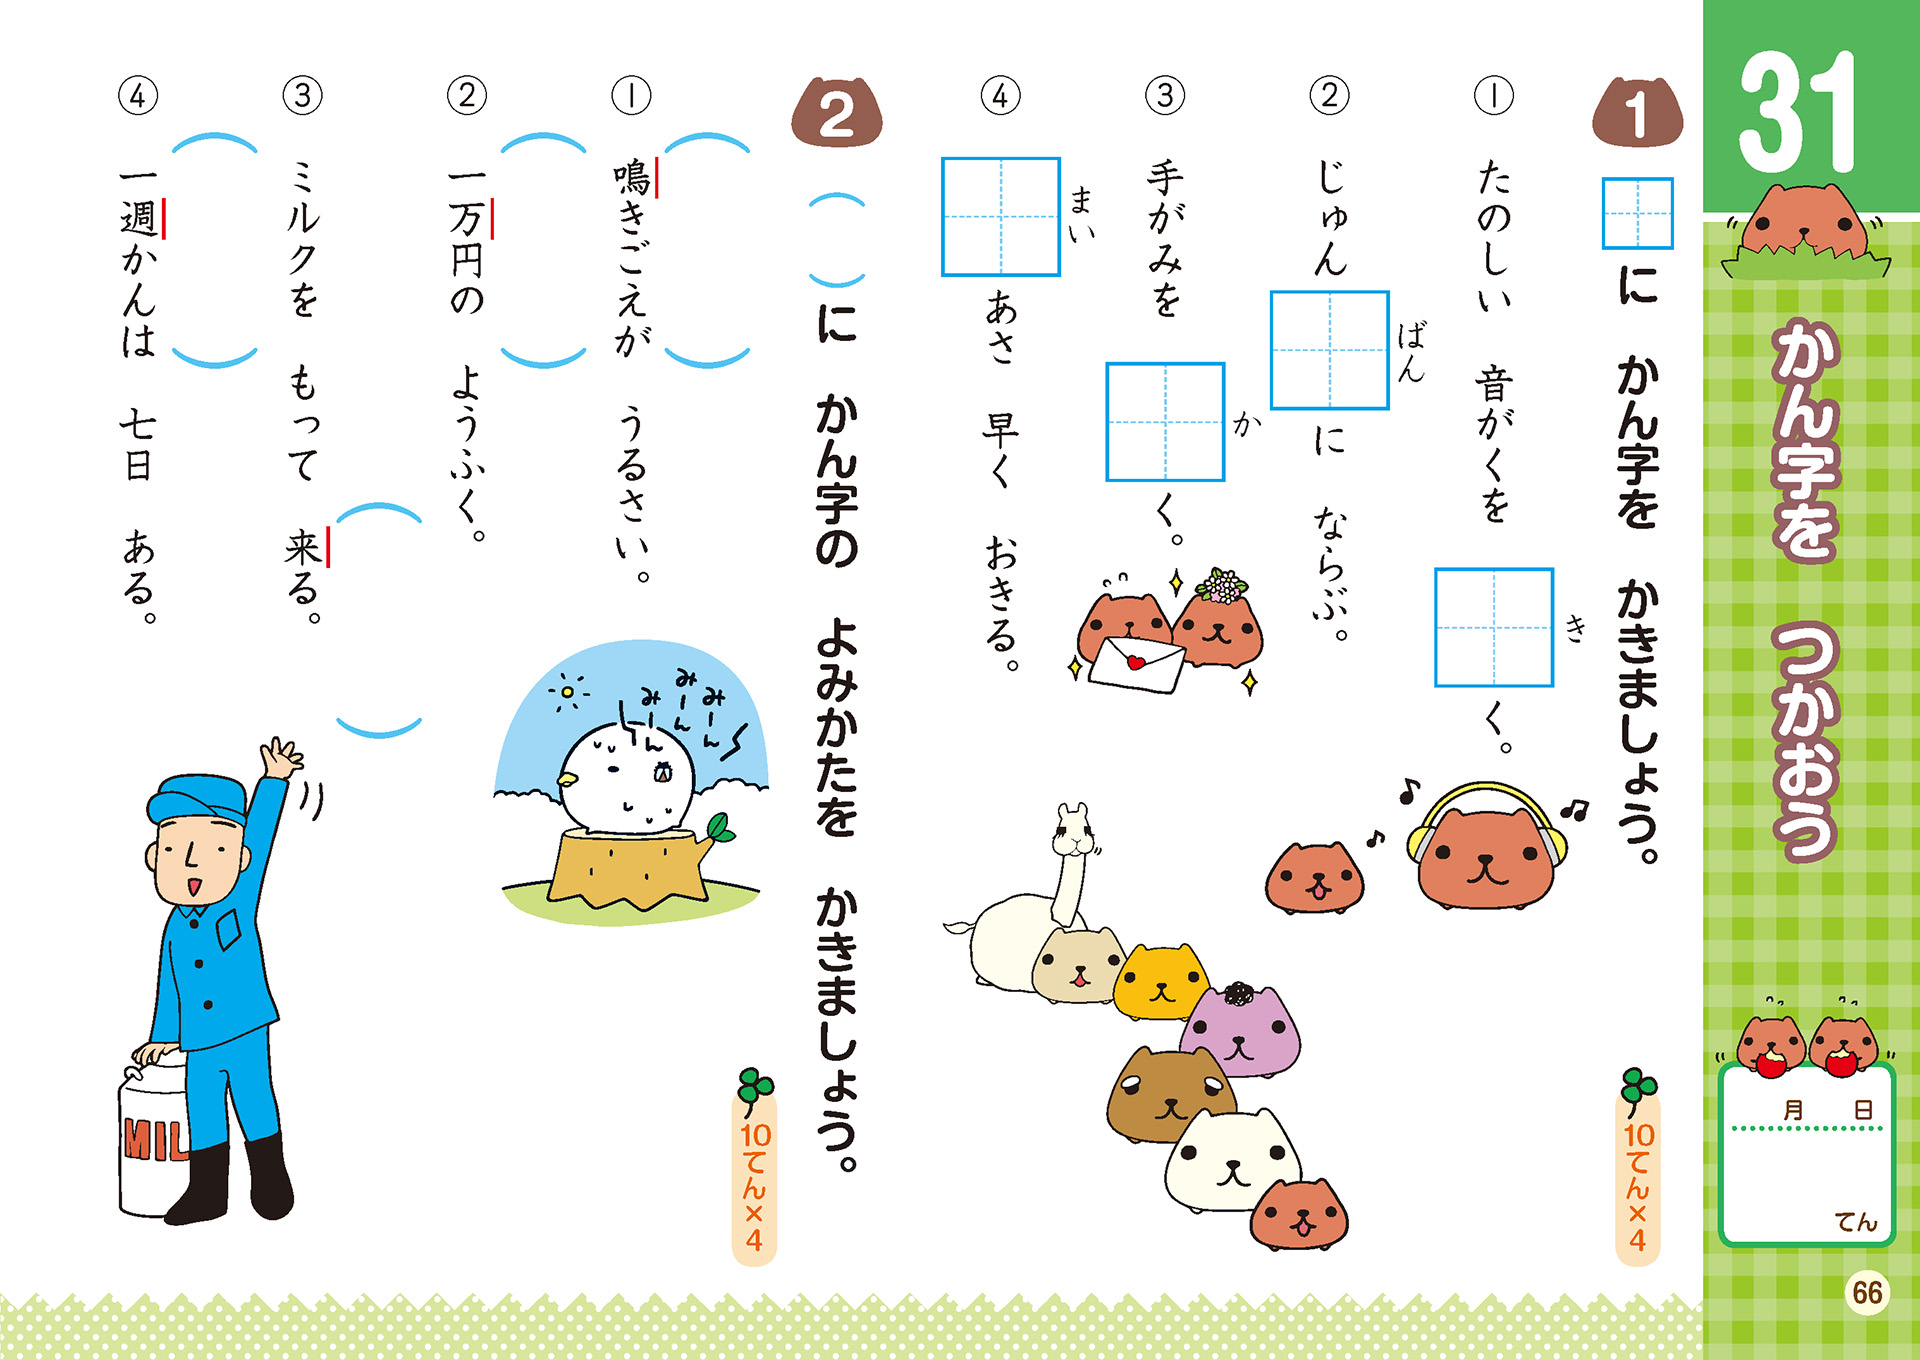 31
かん字を つかおう
月 日
てん
66
1
□に かん字を かきましょう。
10てん×4
① たのしい 音がくを □く。
き
② じゅん□に ならぶ。
ばん
③ 手がみを □く。
か
④ □あさ 早く おきる。
まい
2
( )に かん字の よみかたを かきましょう。
10てん×4
① 鳴きごえが うるさい。
( )
② 一万円の ようふく。
( )
③ ミルクを もって 来る。
( )
④ 一週かんは 七日 ある。
( )
みーん
みーん
みーん
MIL